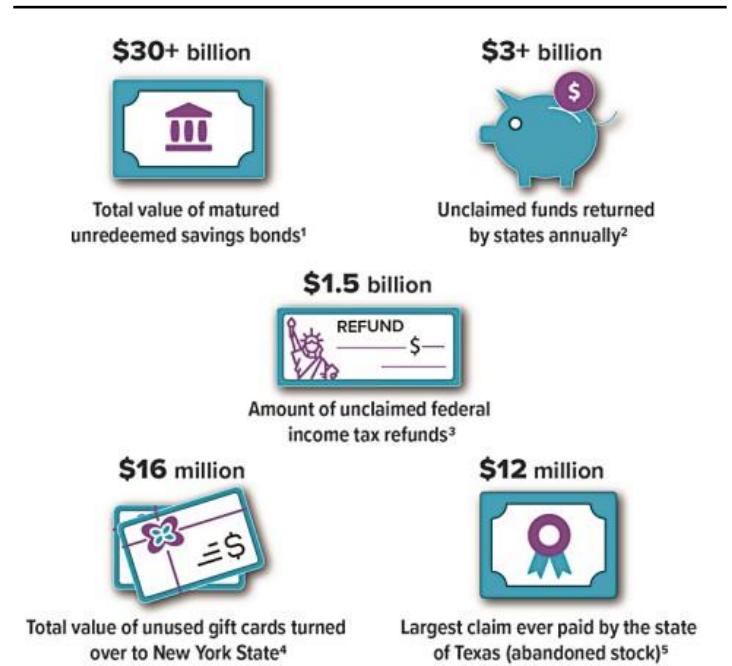 $30+ billion
$3+ billion
$
Total value of matured
unredeemed savings bonds¹
Unclaimed funds returned
by states annually²
$1.5 billion
REFUND
$
Amount of unclaimed federal
income tax refunds³
$16 million
$12 million
$
Total value of unused gift cards turned
over to New York State⁴
Largest claim ever paid by the state
of Texas (abandoned stock)⁵